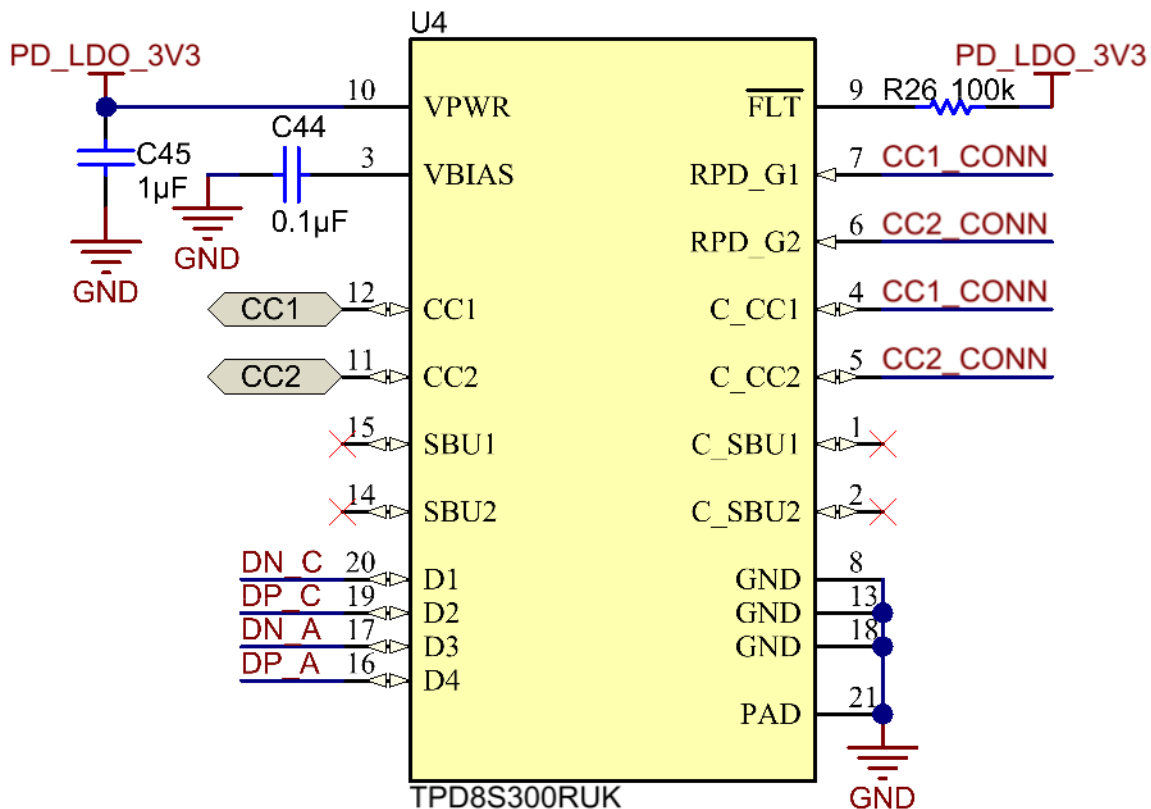 U4
PD_LDO_3V3
PD_LDO_3V3
10 VPWR
FLT 9 R26 100k
C45
1µF
C44
0.1µF
3 VBIAS
RPD_G1 7 CC1_CONN
GND
GND
RPD_G2 6 CC2_CONN
CC1 12 CC1
C_CC1 4 CC1_CONN
CC2 11 CC2
C_CC2 5 CC2_CONN
15 SBU1
C_SBU1 1
14 SBU2
C_SBU2 2
DN_C 20 D1
GND 8
DP_C 19 D2
GND 13
DN_A 17 D3
GND 18
DP_A 16 D4
PAD 21
GND
TPD8S300RUK